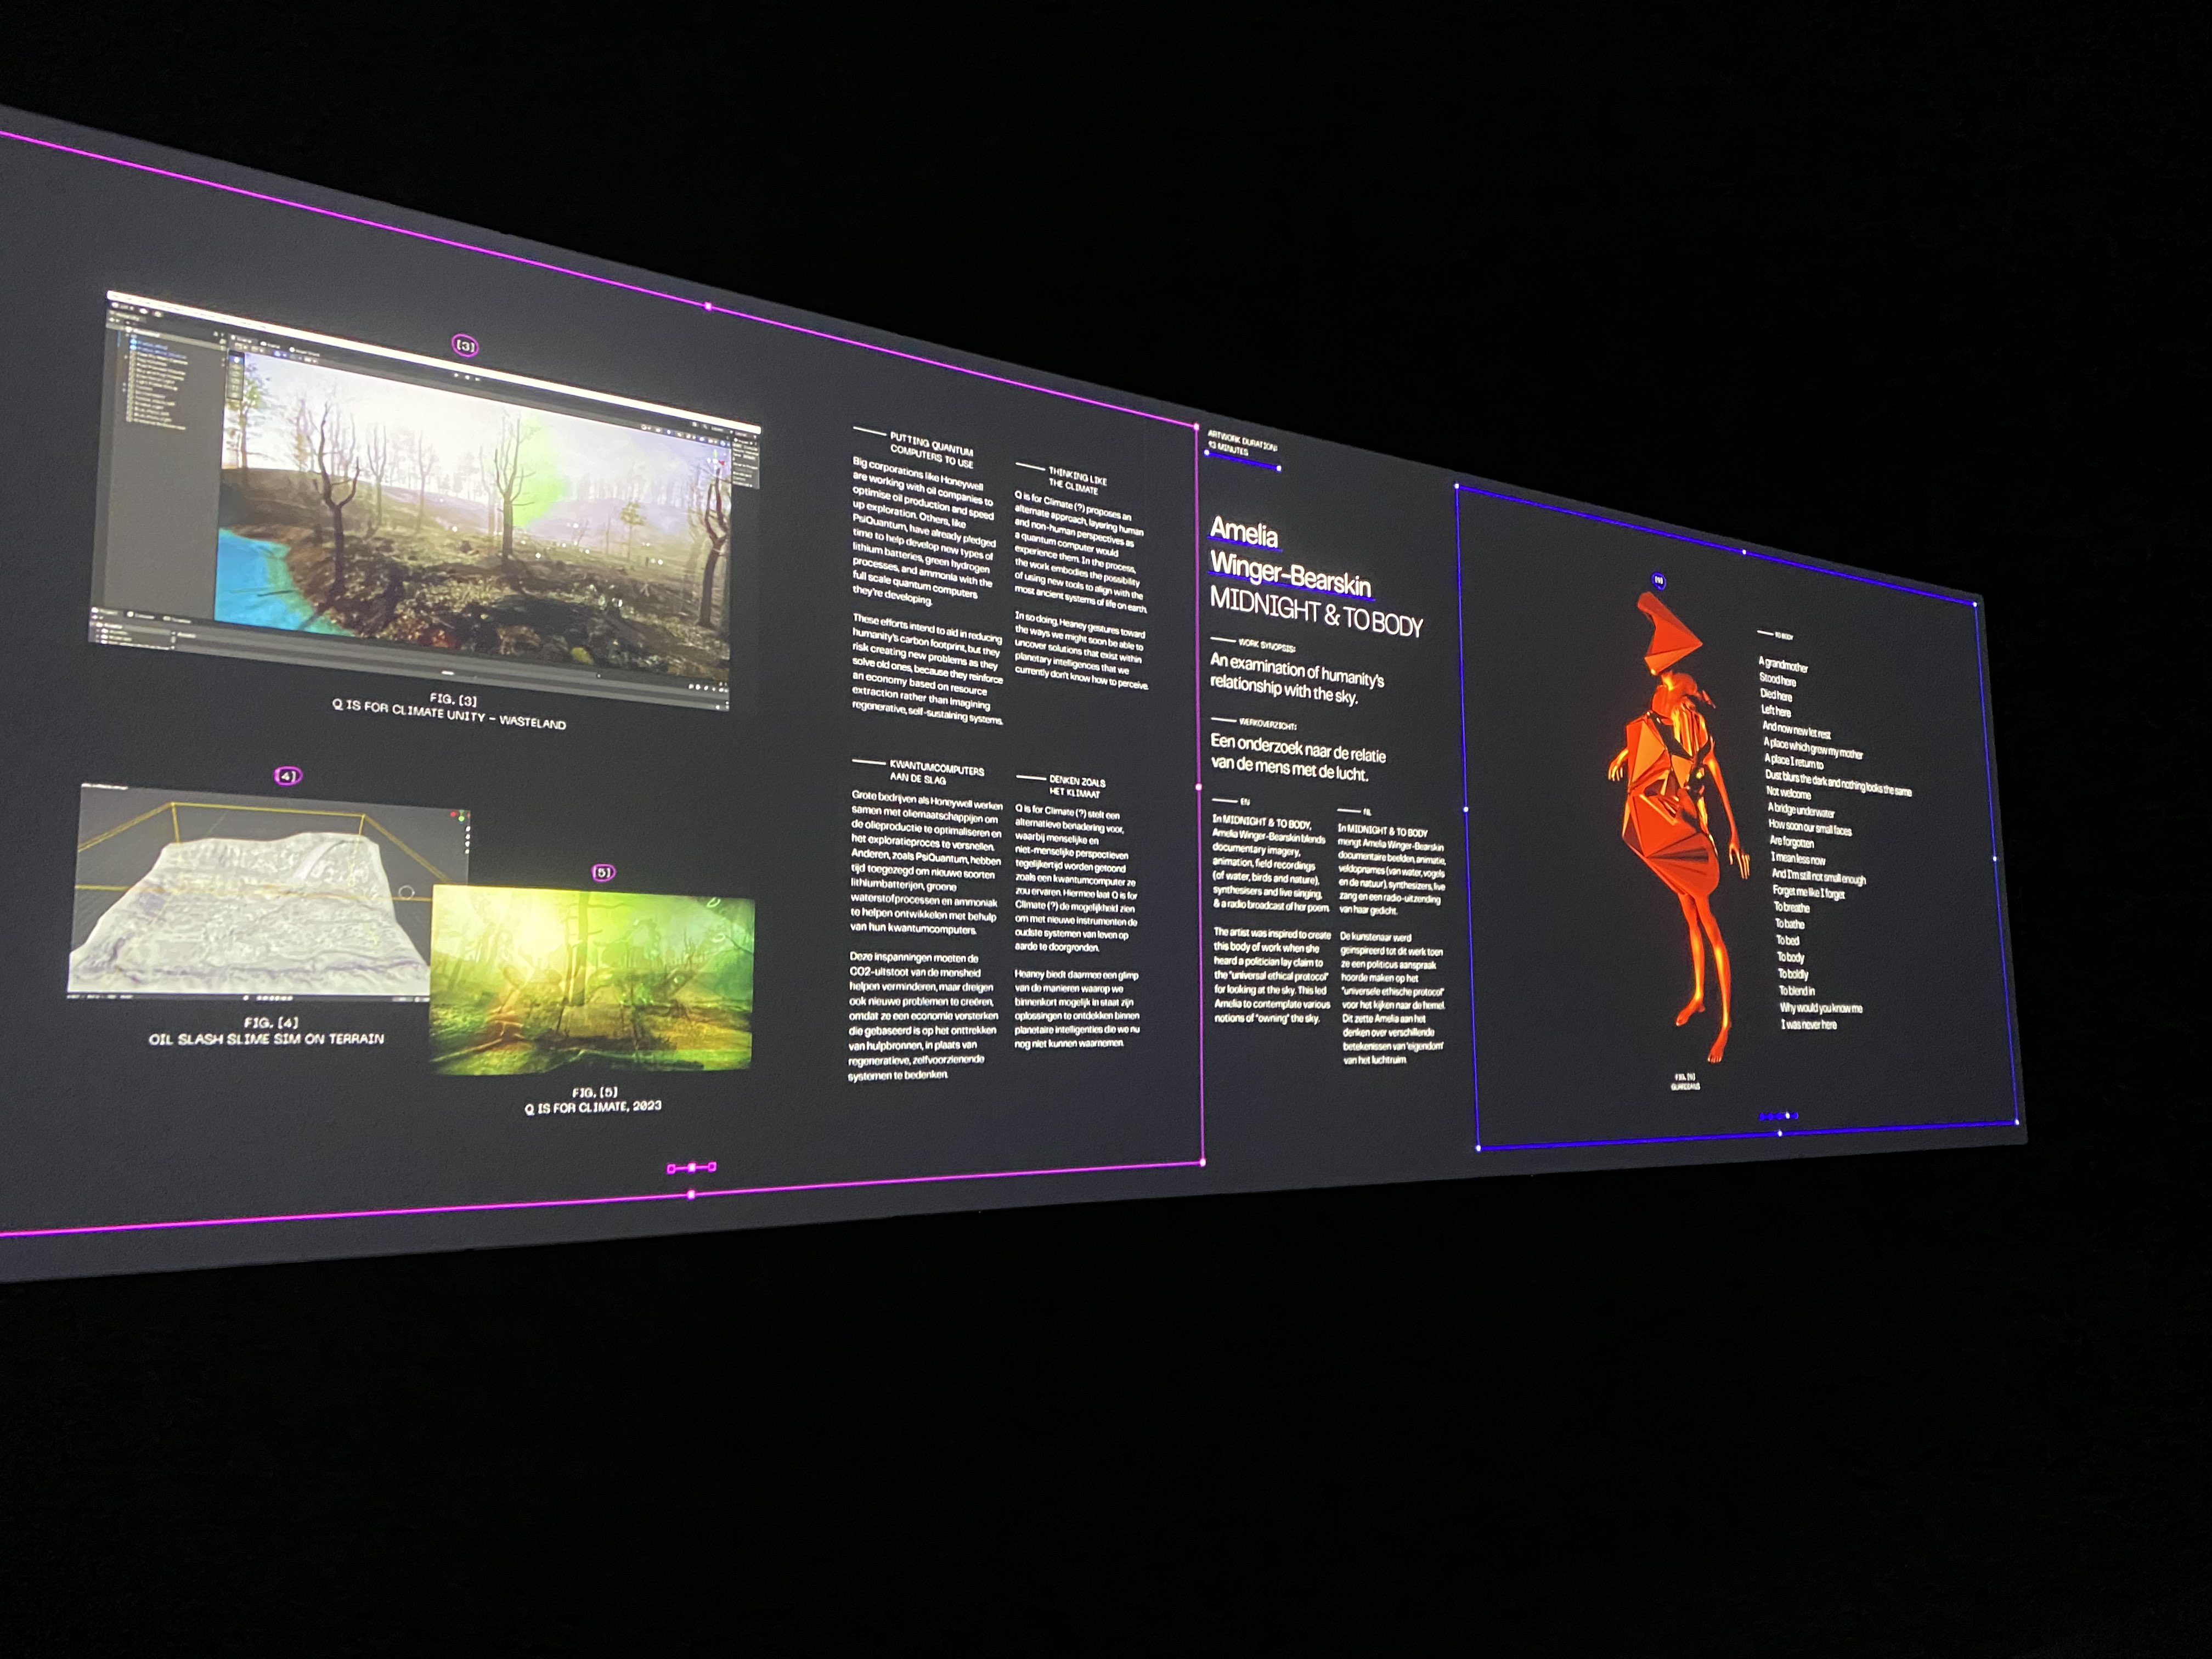 [3]
FIG. [3]
Q IS FOR CLIMATE UNITY – WASTELAND
[4]
FIG. [4]
OIL SLASH SLIME SIM ON TERRAIN
[5]
FIG. [5]
Q IS FOR CLIMATE, 2023
PUTTING QUANTUM
COMPUTERS TO USE
Big corporations like Honeywell
are working with oil companies to
optimise oil production and speed
up exploration. Others, like
PsiQuantum, have already pledged
time to help develop new types of
lithium batteries, green hydrogen
processes, and ammonia with the
full scale quantum computers
they're developing.
These efforts intend to aid in reducing
humanity's carbon footprint, but they
risk creating new problems as they
solve old ones, because they reinforce
an economy based on resource
extraction rather than imagining
regenerative, self-sustaining systems.
THINKING LIKE
THE CLIMATE
Q is for Climate (?) proposes an
alternate approach, layering human
and non-human perspectives as
a quantum computer would
experience them. In the process,
the work embodies the possibility
of using new tools to align with the
most ancient systems of life on earth.
In so doing, Heaney gestures toward
the ways we might soon be able to
uncover solutions that exist within
planetary intelligences that we
currently don't know how to perceive.
KWANTUMCOMPUTERS
AAN DE SLAG
Grote bedrijven als Honeywell werken
samen met oliemaatschappijen om
de olieproductie te optimaliseren en
het exploratieproces te versnellen.
Anderen, zoals PsiQuantum, hebben
tijd toegezegd om nieuwe soorten
lithiumbatterijen, groene
waterstofprocessen en ammoniak
te helpen ontwikkelen met behulp
van hun kwantumcomputers.
Deze inspanningen moeten de
CO2-uitstoot van de mensheid
helpen verminderen, maar dreigen
ook nieuwe problemen te creëren,
omdat ze een economie versterken
die gebaseerd is op het onttrekken
van hulpbronnen, in plaats van
regeneratieve, zelfvoorzienende
systemen te bedenken.
DENKEN ZOALS
HET KLIMAAT
Q is for Climate (?) stelt een
alternatieve benadering voor,
waarbij menselijke en
niet-menselijke perspectieven
tegelijkertijd worden getoond
zoals een kwantumcomputer ze
zou ervaren. Hiermee laat Q is for
Climate (?) de mogelijkheid zien
om met nieuwe instrumenten de
oudste systemen van leven op
aarde te doorgronden.
Heaney biedt daarmee een glimp
van de manieren waarop we
binnenkort mogelijk in staat zijn
oplossingen te ontdekken binnen
planetaire intelligenties die we nu
nog niet kunnen waarnemen.
ARTWORK DURATION:
MINUTES
Amelia
Winger-Bearskin
MIDNIGHT & TO BODY
WORK SYNOPSIS:
An examination of humanity's
relationship with the sky.
WERKOVERZICHT:
Een onderzoek naar de relatie
van de mens met de lucht.
EN
In MIDNIGHT & TO BODY,
Amelia Winger-Bearskin blends
documentary imagery,
animation, field recordings
(of water, birds and nature),
synthesisers and live singing,
& a radio broadcast of her poem.
The artist was inspired to create
this body of work when she
heard a politician lay claim to
the "universal ethical protocol"
for looking at the sky. This led
Amelia to contemplate various
notions of "owning" the sky.
NL
In MIDNIGHT & TO BODY
mengt Amelia Winger-Bearskin
documentaire beelden, animatie,
veldopnames (van water, vogels
en de natuur), synthesizers, live
zang en een radio-uitzending
van haar gedicht.
De kunstenaar werd
geïnspireerd tot dit werk toen
ze een politicus aanspraak
hoorde maken op het
"universele ethische protocol"
voor het kijken naar de hemel.
Dit zette Amelia aan het
denken over verschillende
betekenissen van 'eigendom'
van het luchtruim.
[1]
FIG. [1]
GUARDIANS
TO BODY
A grandmother
Stood here
Died here
Left here
And now new let rest
A place which grew my mother
A place I return to
Dust blurs the dark and nothing looks the same
Not welcome
A bridge underwater
How soon our small faces
Are forgotten
I mean less now
And I'm still not small enough
Forget me like I forget
To breathe
To bathe
To bed
To body
To boldly
To blend in
Why would you know me
I was never here